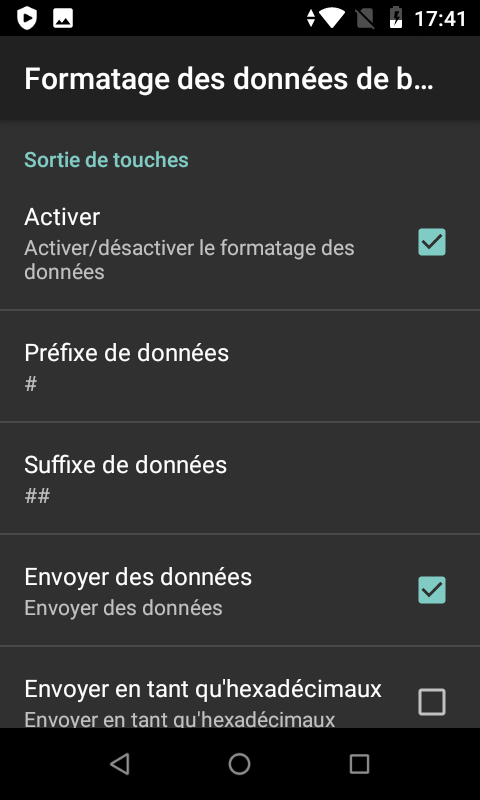 17:41
Formatage des données de b...
Sortie de touches
Activer
Activer/désactiver le formatage des
données
Préfixe de données
#
Suffixe de données
##
Envoyer des données
Envoyer des données
Envoyer en tant qu'hexadécimaux
Envoyer en tant qu'hexadécimaux